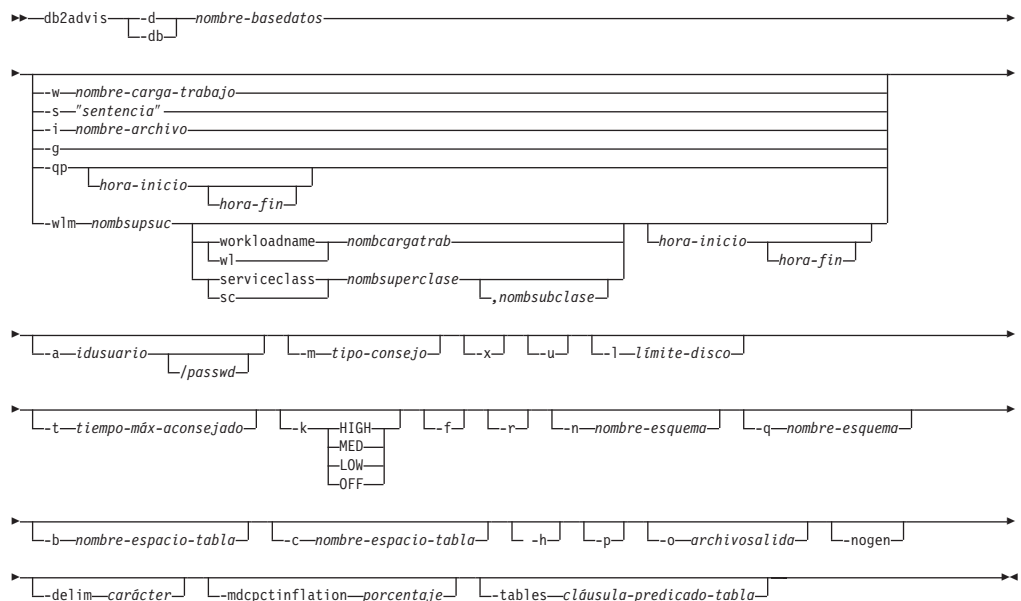 db2advis -d nombre-basedatos
-db
-w nombre-carga-trabajo
-s "sentencia"
-i nombre-archivo
-g
-qp
hora-inicio
hora-fin
-wlm nombsupsuc
workloadname nombcargatrab hora-inicio
wl hora-fin
serviceclass nombsuperclase
sc ,nombsubclase
-a idusuario -m tipo-consejo -x -u -l límite-disco
/passwd
-t tiempo-máx-aconsejado -k HIGH -f -r -n nombre-esquema -q nombre-esquema
MED
LOW
OFF
-b nombre-espacio-tabla -c nombre-espacio-tabla -h -p -o archivosalida -nogen
-delim carácter -mdcpctinflation porcentaje -tables cláusula-predicado-tabla